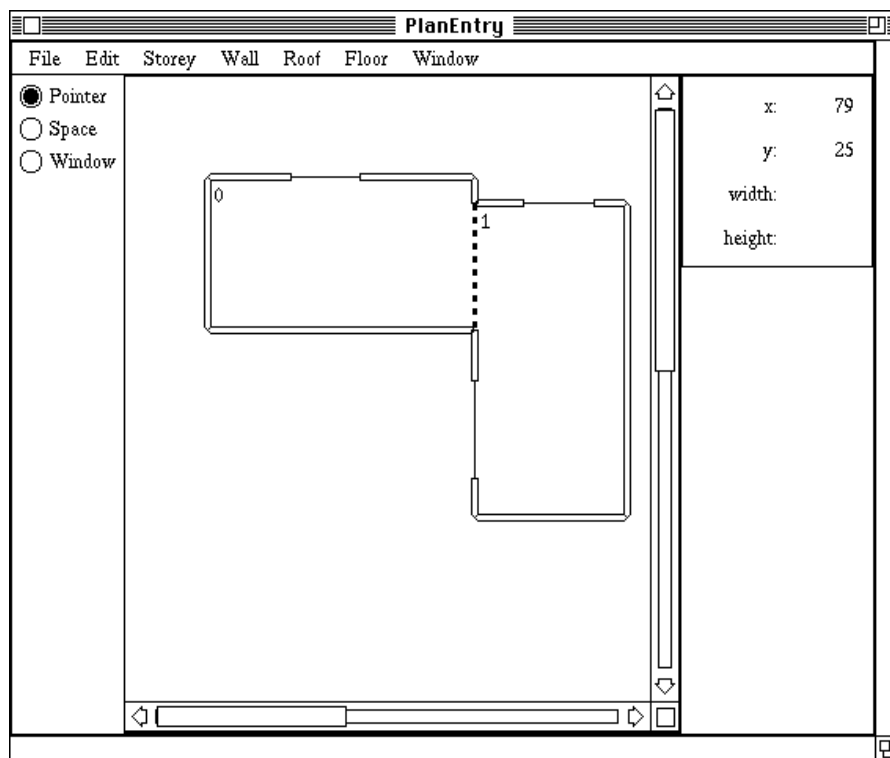 PlanEntry
File Edit Storey Wall Roof Floor Window
Pointer
Space
Window
0
1
x: 79
y: 25
width:
height: